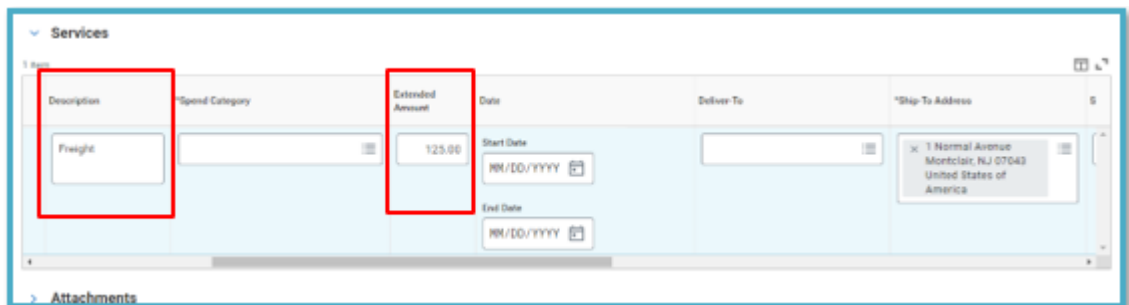 Services
1 item
Description
*Spend Category
Extended
Amount
Date
Deliver-To
*Ship-To Address
S
Freight
125.00
Start Date
MM/DD/YYYY
End Date
MM/DD/YYYY
× 1 Normal Avenue
Montclair, NJ 07043
United States of
America
Attachments